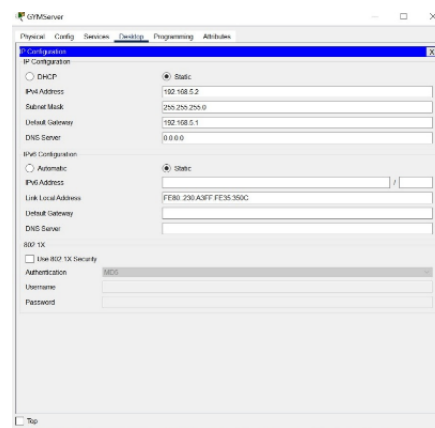 GYMServer
Physical Config Services Desktop Programming Attributes
IP Configuration X
IP Configuration
DHCP Static
IPv4 Address 192.168.5.2
Subnet Mask 255.255.255.0
Default Gateway 192.168.5.1
DNS Server 0.0.0.0
IPv6 Configuration
Automatic Static
IPv6 Address /
Link Local Address FE80::230:A3FF:FE35:350C
Default Gateway
DNS Server
802.1X
Use 802.1X Security
Authentication MD5
Username
Password
Top